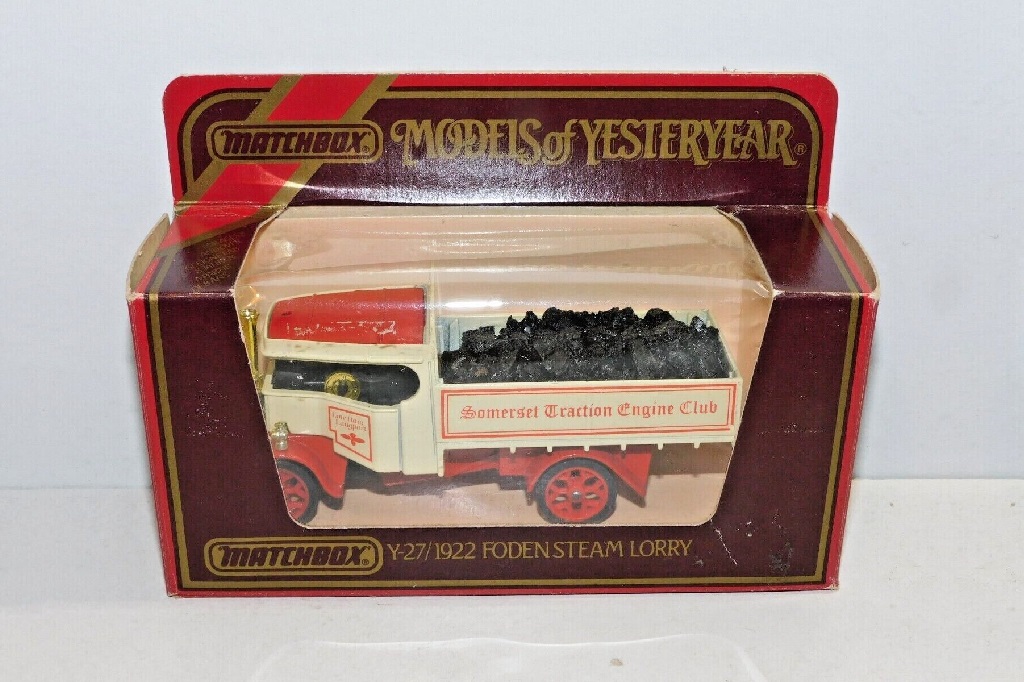 MATCHBOX® MODELS of YESTERYEAR®
Somerset Traction Engine Club
MATCHBOX® Y-27/1922 FODEN STEAM LORRY